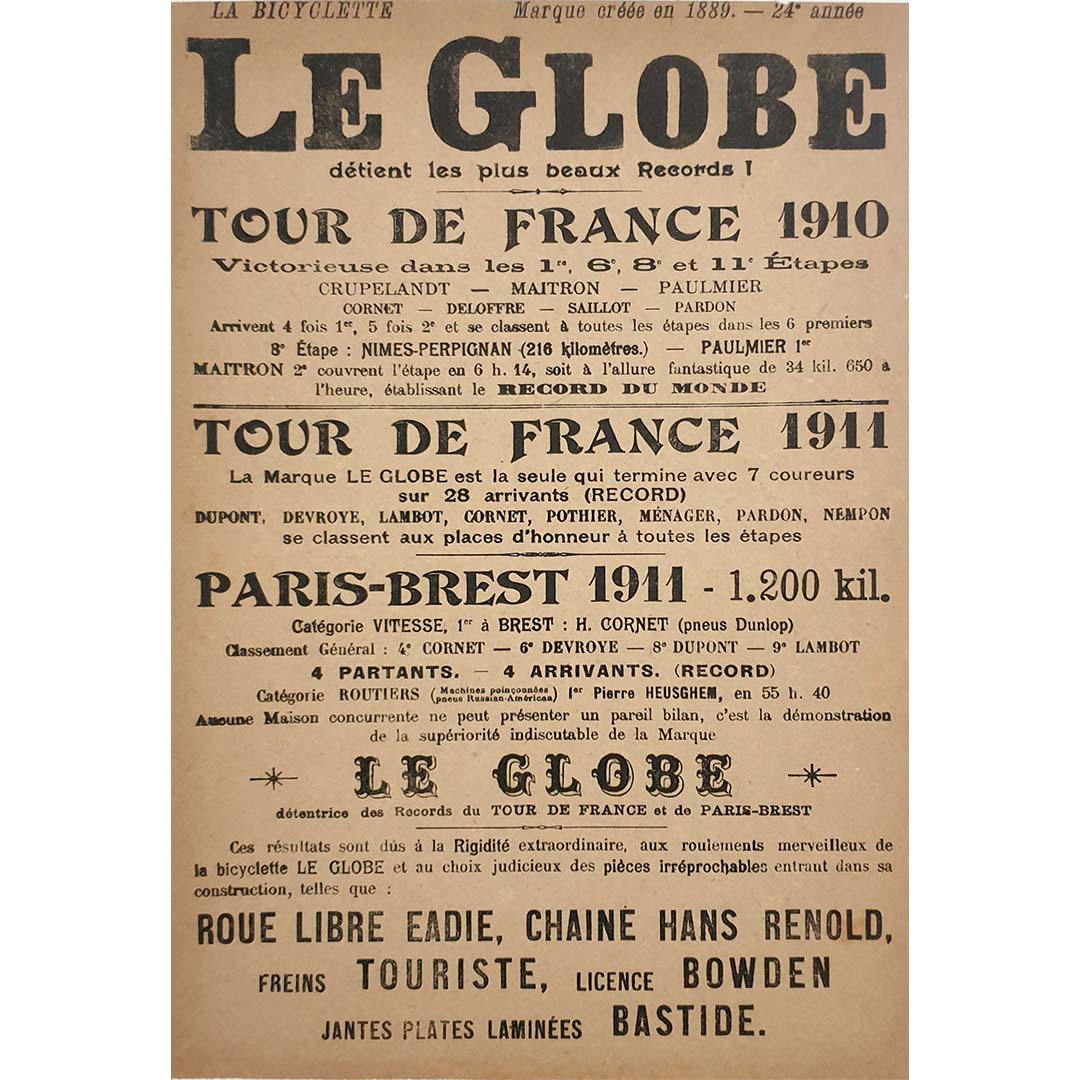 LA BICYCLETTE Marque créée en 1889. — 24e année
LE GLOBE
détient les plus beaux Records !
TOUR DE FRANCE 1910
Victorieuse dans les 1re, 6e, 8e et 11e Étapes
CRUPELANDT — MAITRON — PAULMIER
CORNET — DELOFFRE — SAILLOT — PARDON
Arrivent 4 fois 1er, 5 fois 2e et se classent à toutes les étapes dans les 6 premiers
8e Étape : NIMES-PERPIGNAN (216 kilomètres.) — PAULMIER 1er
MAITRON 2e couvrent l'étape en 6 h. 14, soit à l'allure fantastique de 34 kil. 650 à
l'heure, établissant le RECORD DU MONDE
TOUR DE FRANCE 1911
La Marque LE GLOBE est la seule qui termine avec 7 coureurs
sur 28 arrivants (RECORD)
DUPONT, DEVROYE, LAMBOT, CORNET, POTHIER, MÉNAGER, PARDON, NEMPON
se classent aux places d'honneur à toutes les étapes
PARIS-BREST 1911 - 1.200 kil.
Catégorie VITESSE, 1er à BREST : H. CORNET (pneus Dunlop)
Classement Général : 4e CORNET — 6e DEVROYE — 8e DUPONT — 9e LAMBOT
4 PARTANTS. — 4 ARRIVANTS. (RECORD)
Catégorie ROUTIERS (Machines poinçonnées pneus Russian-Américan) 1er Pierre HEUSGHEM, en 55 h. 40
Aucune Maison concurrente ne peut présenter un pareil bilan, c'est la démonstration
de la supériorité indiscutable de la Marque
LE GLOBE
détentrice des Records du TOUR DE FRANCE et de PARIS-BREST
Ces résultats sont dûs à la Rigidité extraordinaire, aux roulements merveilleux de
la bicyclette LE GLOBE et au choix judicieux des pièces irréprochables entrant dans sa
construction, telles que :
ROUE LIBRE EADIE, CHAINE HANS RENOLD,
FREINS TOURISTE, LICENCE BOWDEN
JANTES PLATES LAMINÉES BASTIDE.